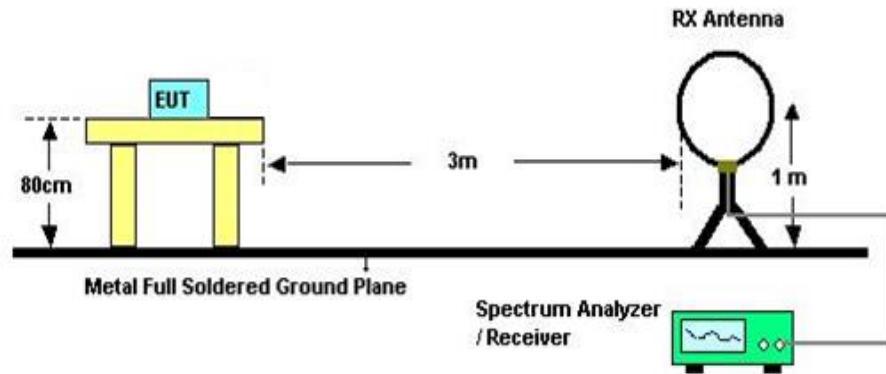 RX Antenna
EUT
80cm
3m
1 m
Metal Full Soldered Ground Plane
Spectrum Analyzer
/ Receiver